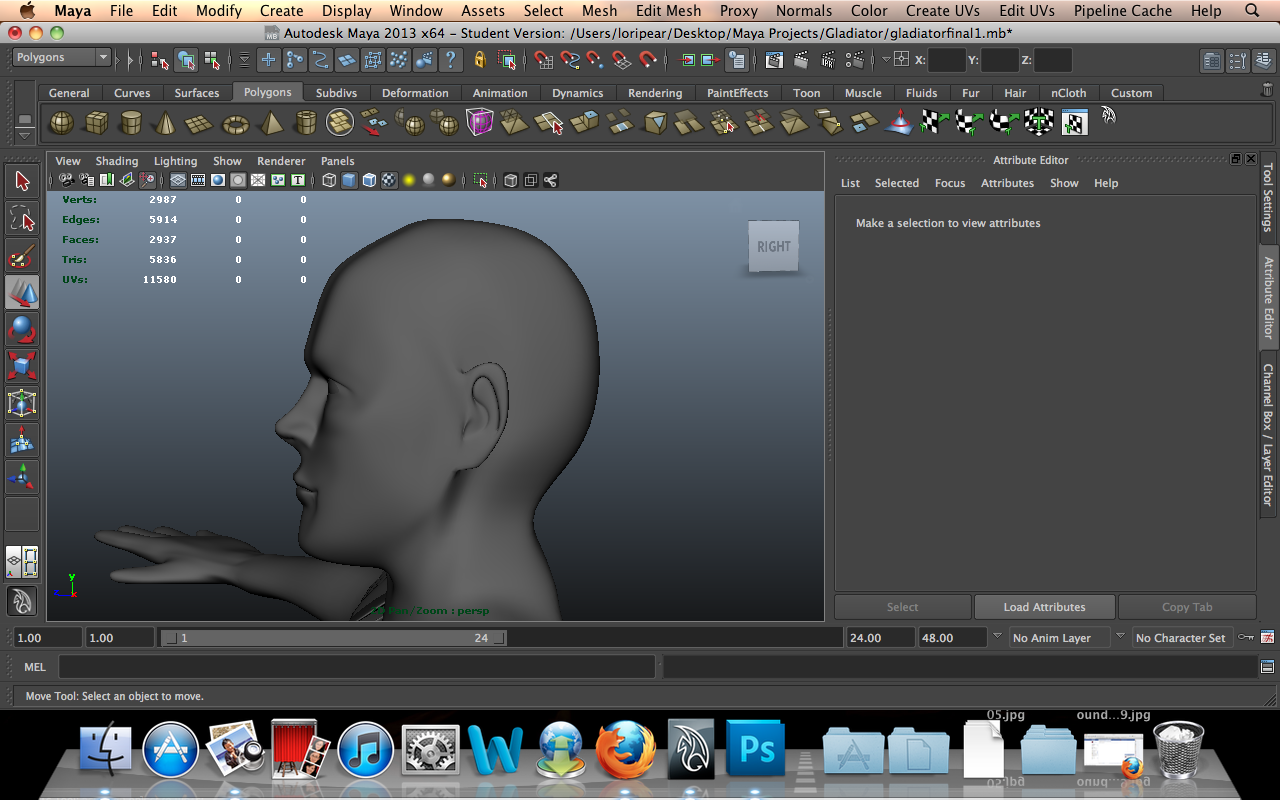 Maya File Edit Modify Create Display Window Assets Select Mesh Edit Mesh Proxy Normals Color Create UVs Edit UVs Pipeline Cache Help
Autodesk Maya 2013 x64 - Student Version: /Users/loripear/Desktop/Maya Projects/Gladiator/gladiatorfinal1.mb*
Polygons X: Y: Z:
General Curves Surfaces Polygons Subdivs Deformation Animation Dynamics Rendering PaintEffects Toon Muscle Fluids Fur Hair nCloth Custom
View Shading Lighting Show Renderer Panels
Verts: 2987 0 0
Edges: 5914 0 0
Faces: 2937 0 0
Tris: 5836 0 0
UVs: 11580 0 0
RIGHT
y
Pan/Zoom : persp
Attribute Editor
List Selected Focus Attributes Show Help
Make a selection to view attributes
Select Load Attributes Copy Tab
Tool Settings
Attribute Editor
Channel Box / Layer Editor
1.00 1.00 1 24 24.00 48.00 No Anim Layer No Character Set
MEL
Move Tool: Select an object to move.
05.jpg ound...9.jpg
Ps